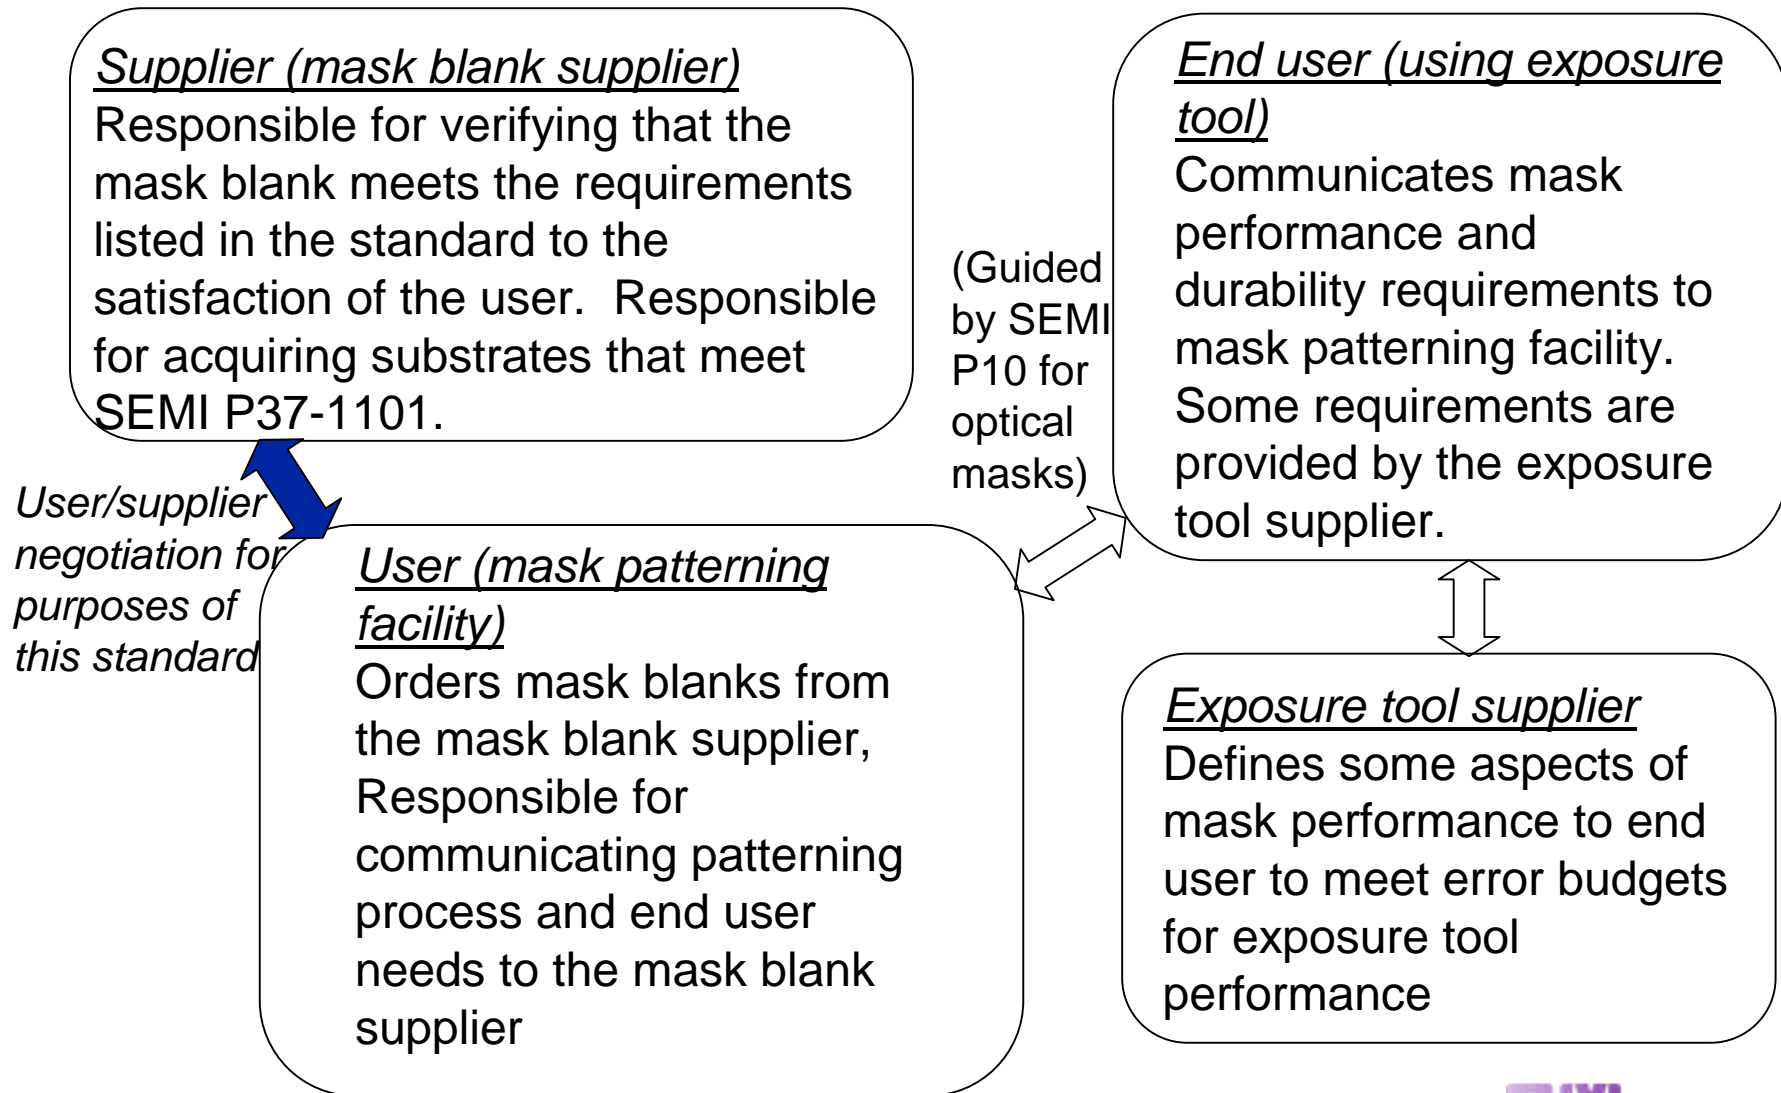 Supplier (mask blank supplier)
Responsible for verifying that the
mask blank meets the requirements
listed in the standard to the
satisfaction of the user.  Responsible
for acquiring substrates that meet
SEMI P37-1101.
User/supplier
negotiation for
purposes of
this standard
User (mask patterning
facility)
Orders mask blanks from
the mask blank supplier,
Responsible for
communicating patterning
process and end user
needs to the mask blank
supplier
(Guided
by SEMI
P10 for
optical
masks)
End user (using exposure
tool)
Communicates mask
performance and
durability requirements to
mask patterning facility.
Some requirements are
provided by the exposure
tool supplier.
Exposure tool supplier
Defines some aspects of
mask performance to end
user to meet error budgets
for exposure tool
performance